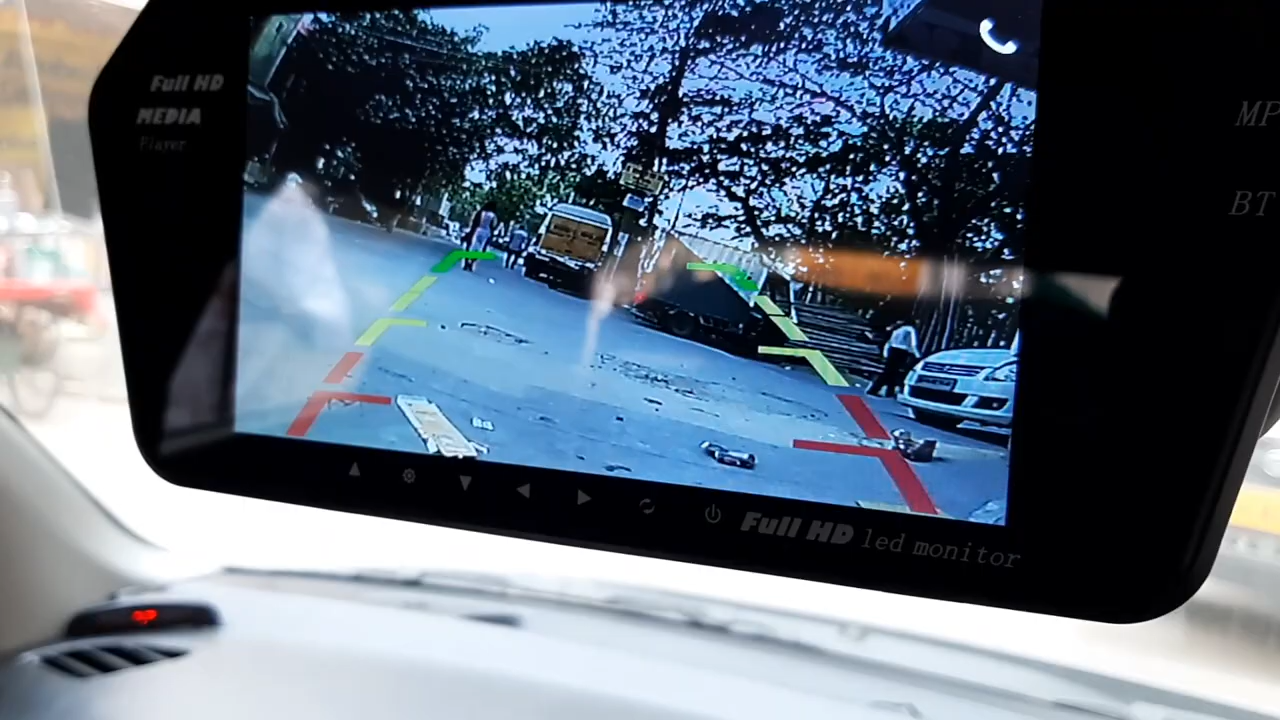 Full HD
MEDIA
Player
MP
BT
Full HD led monitor